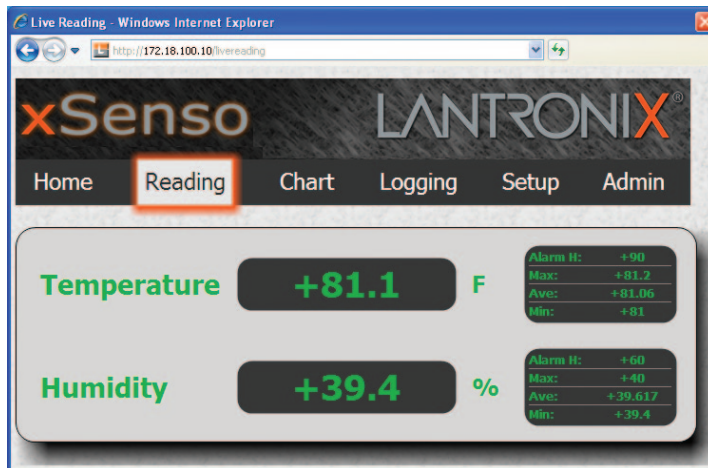 Live Reading - Windows Internet Explorer
http://172.18.100.10/livereading
xSenso LANTRONIX®
Home Reading Chart Logging Setup Admin
Temperature +81.1 F
Alarm H: +90
Max: +81.2
Ave: +81.06
Min: +81
Humidity +39.4 %
Alarm H: +60
Max: +40
Ave: +39.617
Min: +39.4